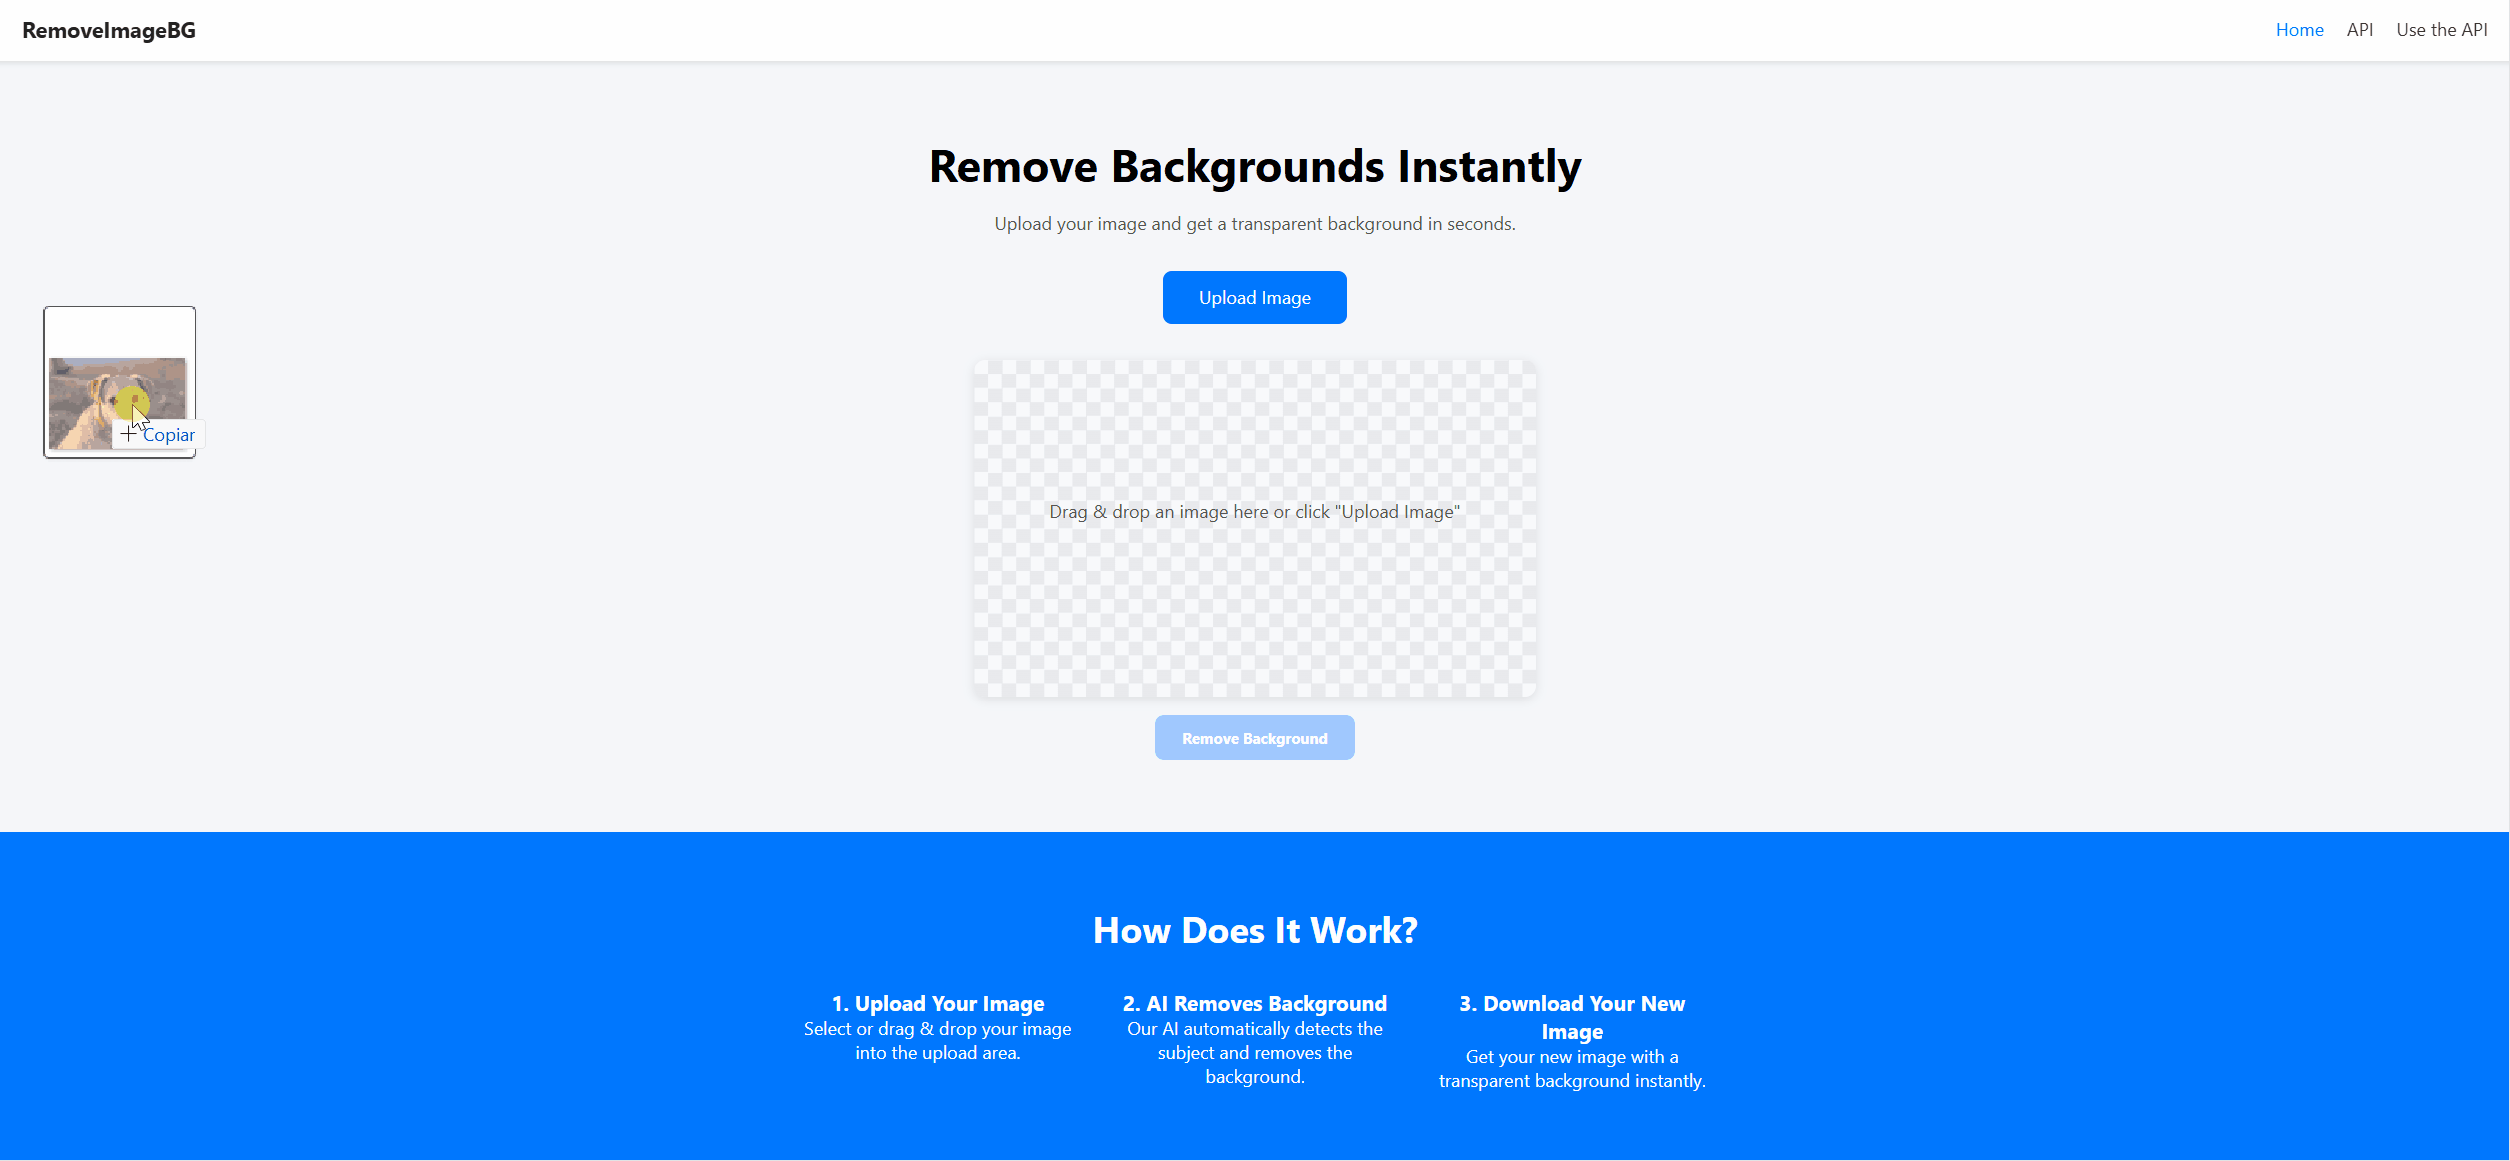 RemoveImageBG
Home API Use the API
Remove Backgrounds Instantly
Upload your image and get a transparent background in seconds.
Upload Image
Copiar
Drag & drop an image here or click "Upload Image"
Remove Background
How Does It Work?
1. Upload Your Image
Select or drag & drop your image
into the upload area.
2. AI Removes Background
Our AI automatically detects the
subject and removes the
background.
3. Download Your New
Image
Get your new image with a
transparent background instantly.